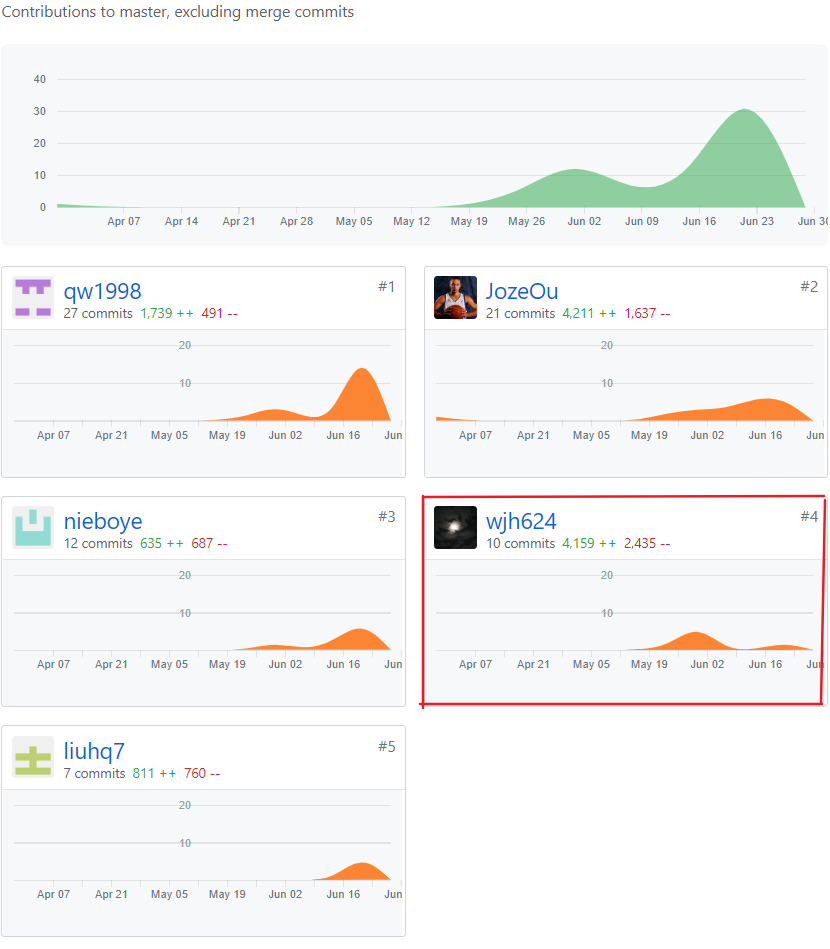 Contributions to master, excluding merge commits
40
30
20
10
0
Apr 07 Apr 14 Apr 21 Apr 28 May 05 May 12 May 19 May 26 Jun 02 Jun 09 Jun 16 Jun 23 Jun 30
qw1998 #1
27 commits 1,739 ++ 491 --
20
10
Apr 07 Apr 21 May 05 May 19 Jun 02 Jun 16 Jun
JozeOu #2
21 commits 4,211 ++ 1,637 --
20
10
Apr 07 Apr 21 May 05 May 19 Jun 02 Jun 16 Jun
nieboye #3
12 commits 635 ++ 687 --
20
10
Apr 07 Apr 21 May 05 May 19 Jun 02 Jun 16 Jun
wjh624 #4
10 commits 4,159 ++ 2,435 --
20
10
Apr 07 Apr 21 May 05 May 19 Jun 02 Jun 16 Jun
liuhq7 #5
7 commits 811 ++ 760 --
20
10
Apr 07 Apr 21 May 05 May 19 Jun 02 Jun 16 Jun